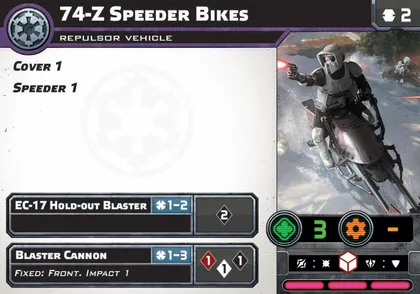 74-Z Speeder Bikes
2
Repulsor Vehicle
Cover 1
Speeder 1
EC-17 Hold-out Blaster 1-2
2
3 -
Blaster Cannon 1-3
1 1 1
Fixed: Front. Impact 1